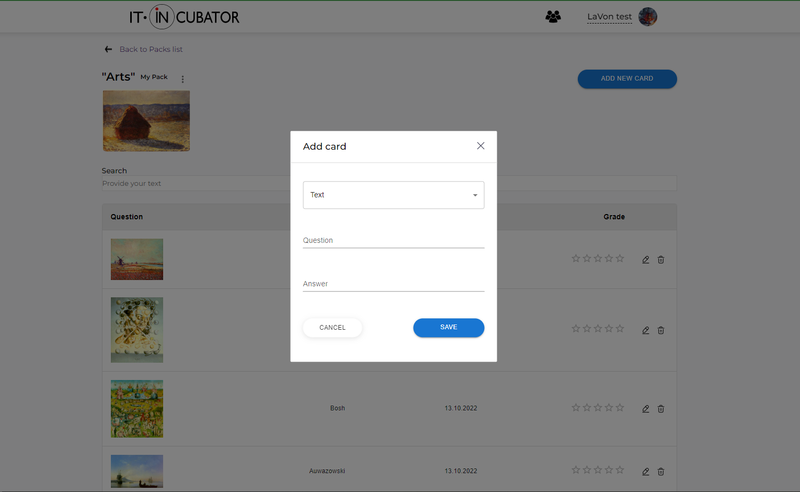 IT·INCUBATOR
LaVon test
Back to Packs list
"Arts" My Pack
ADD NEW CARD
Search
Provide your text
Add card
Text
Question
Answer
CANCEL
SAVE
Question
Grade
Bosh
13.10.2022
Auwazowski
13.10.2022